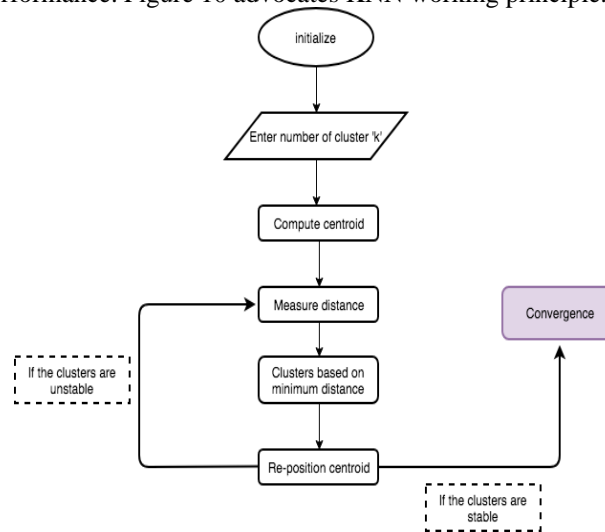 rformance. Figure advocates KNN working principle.
initialize
Enter number of cluster 'k'
Compute centroid
Measure distance
Convergence
If the clusters are
unstable
Clusters based on
minimum distance
Re-position centroid
If the clusters are
stable